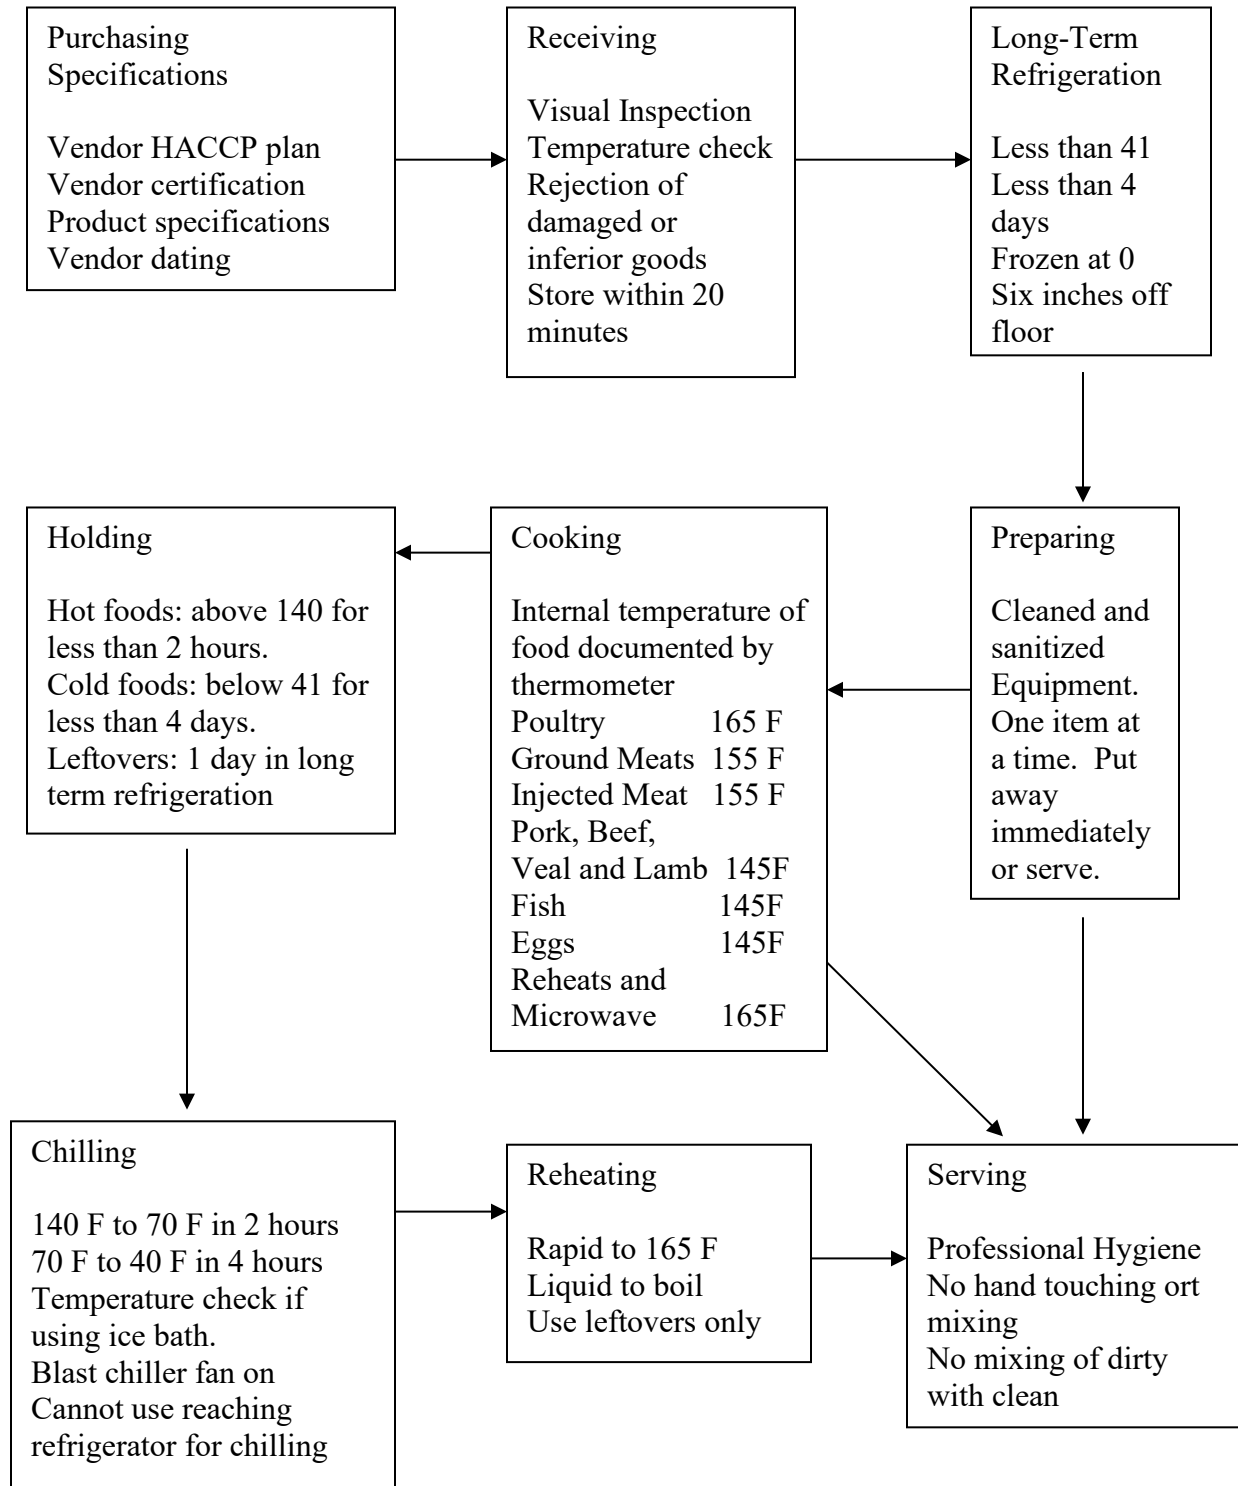 Purchasing
Specifications
Vendor HACCP plan
Vendor certification
Product specifications
Vendor dating
Receiving
Visual Inspection
Temperature check
Rejection of
damaged or
inferior goods
Store within 20
minutes
Long-Term
Refrigeration
Less than 41
Less than 4
days
Frozen at 0
Six inches off
floor
Holding
Hot foods: above 140 for
less than 2 hours.
Cold foods: below 41 for
less than 4 days.
Leftovers: 1 day in long
term refrigeration
Cooking
Internal temperature of
food documented by
thermometer
Poultry 165 F
Ground Meats 155 F
Injected Meat 155 F
Pork, Beef,
Veal and Lamb 145F
Fish 145F
Eggs 145F
Reheats and
Microwave 165F
Preparing
Cleaned and
sanitized
Equipment.
One item at
a time. Put
away
immediately
or serve.
Chilling
140 F to 70 F in 2 hours
70 F to 40 F in 4 hours
Temperature check if
using ice bath.
Blast chiller fan on
Cannot use reaching
refrigerator for chilling
Reheating
Rapid to 165 F
Liquid to boil
Use leftovers only
Serving
Professional Hygiene
No hand touching ort
mixing
No mixing of dirty
with clean